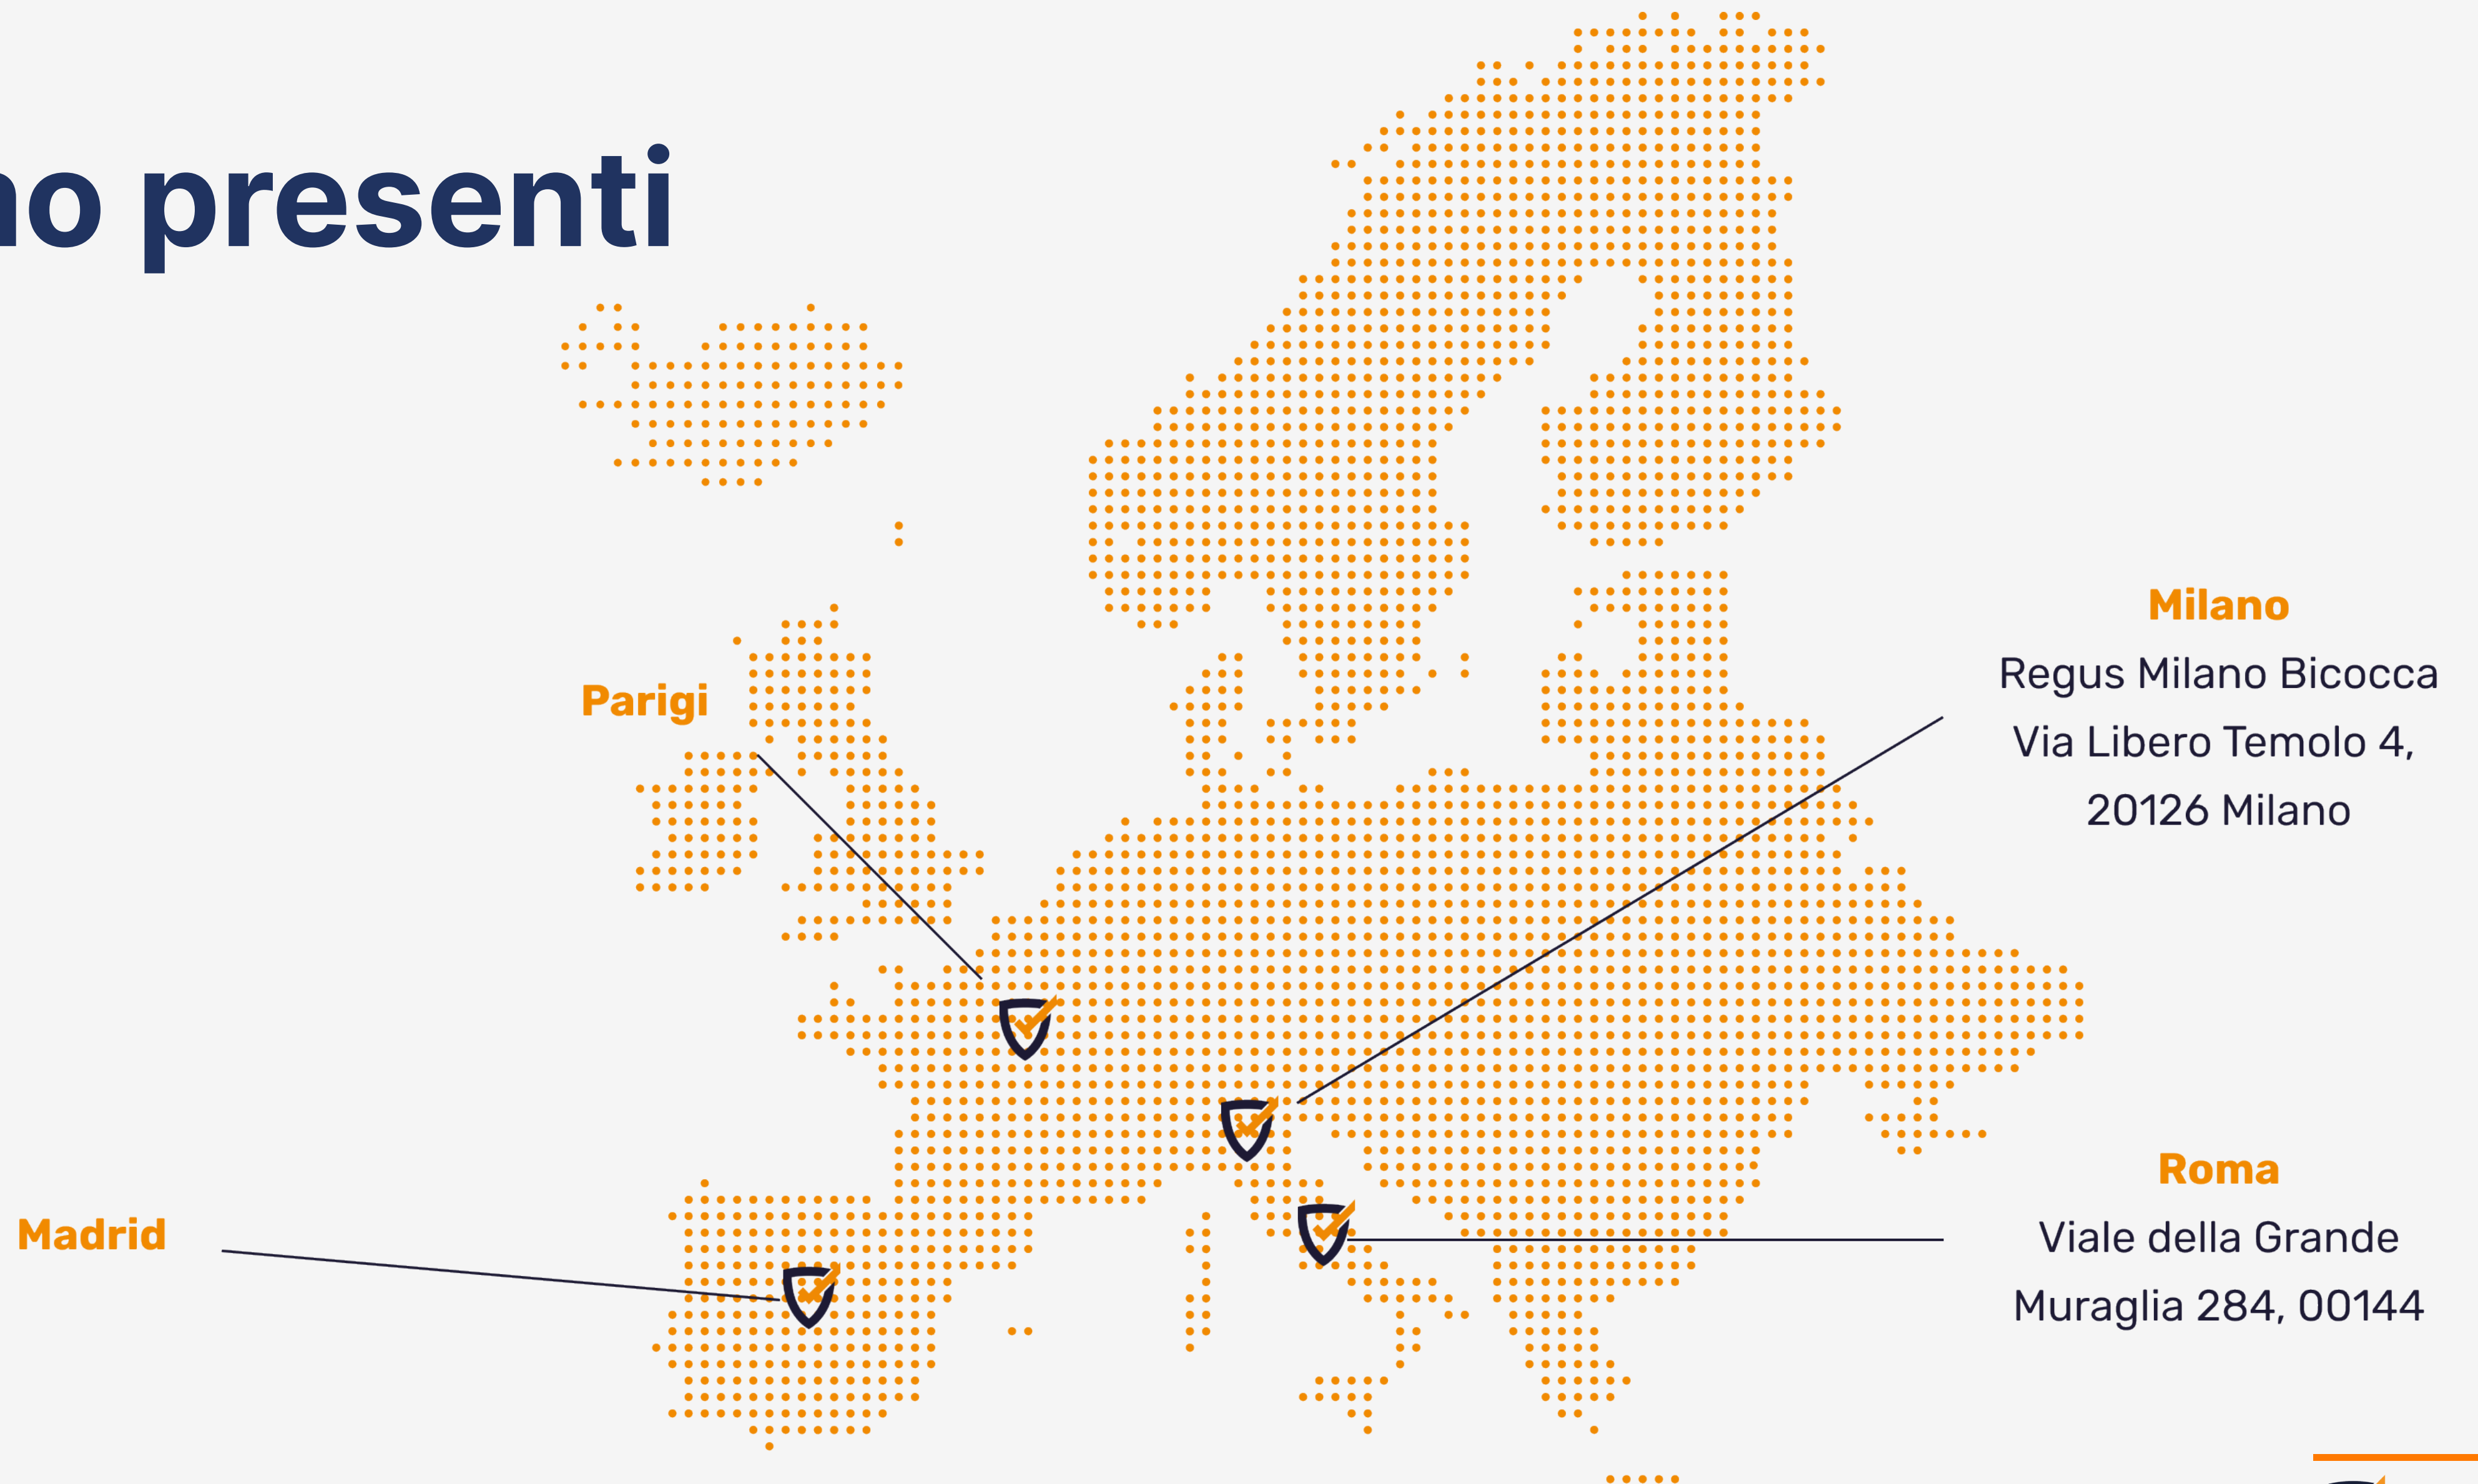 no presenti
Parigi
Milano
Regus Milano Bicocca
Via Libero Temolo 4,
20126 Milano
Madrid
Roma
Viale della Grande
Muraglia 284, 00144